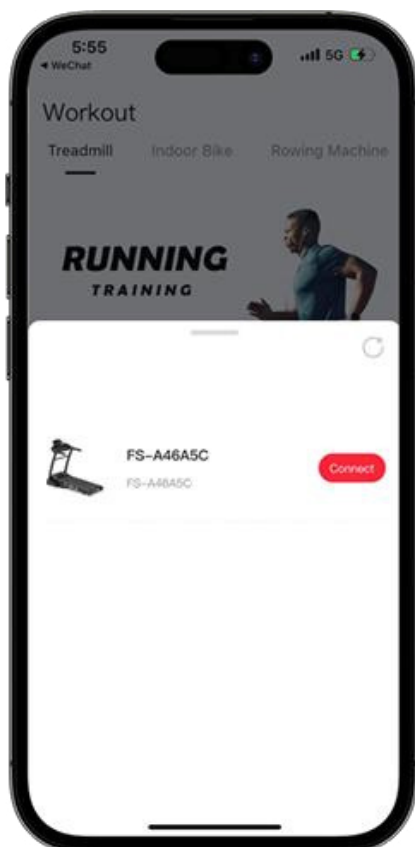 5:55
◀ WeChat
5G
Workout
Treadmill Indoor Bike Rowing Machine
RUNNING
TRAINING
FS-A46A5C
Connect
FS-A46A5C